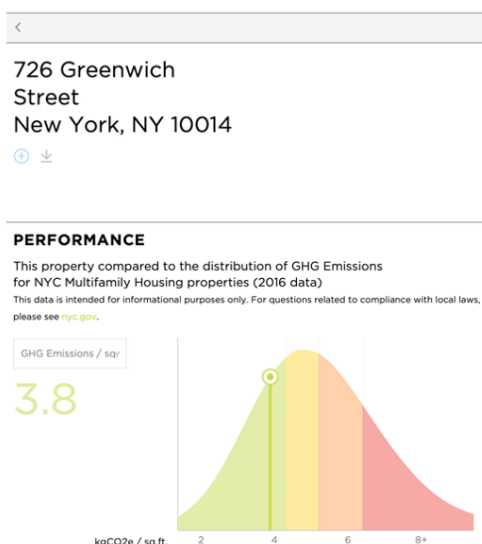 726 Greenwich
Street
New York, NY 10014
PERFORMANCE
This property compared to the distribution of GHG Emissions
for NYC Multifamily Housing properties (2016 data)
This data is intended for informational purposes only. For questions related to compliance with local laws,
please see nyc.gov.
GHG Emissions / sq
3.8
kgCO2e / sq.ft. 2 4 6 8+